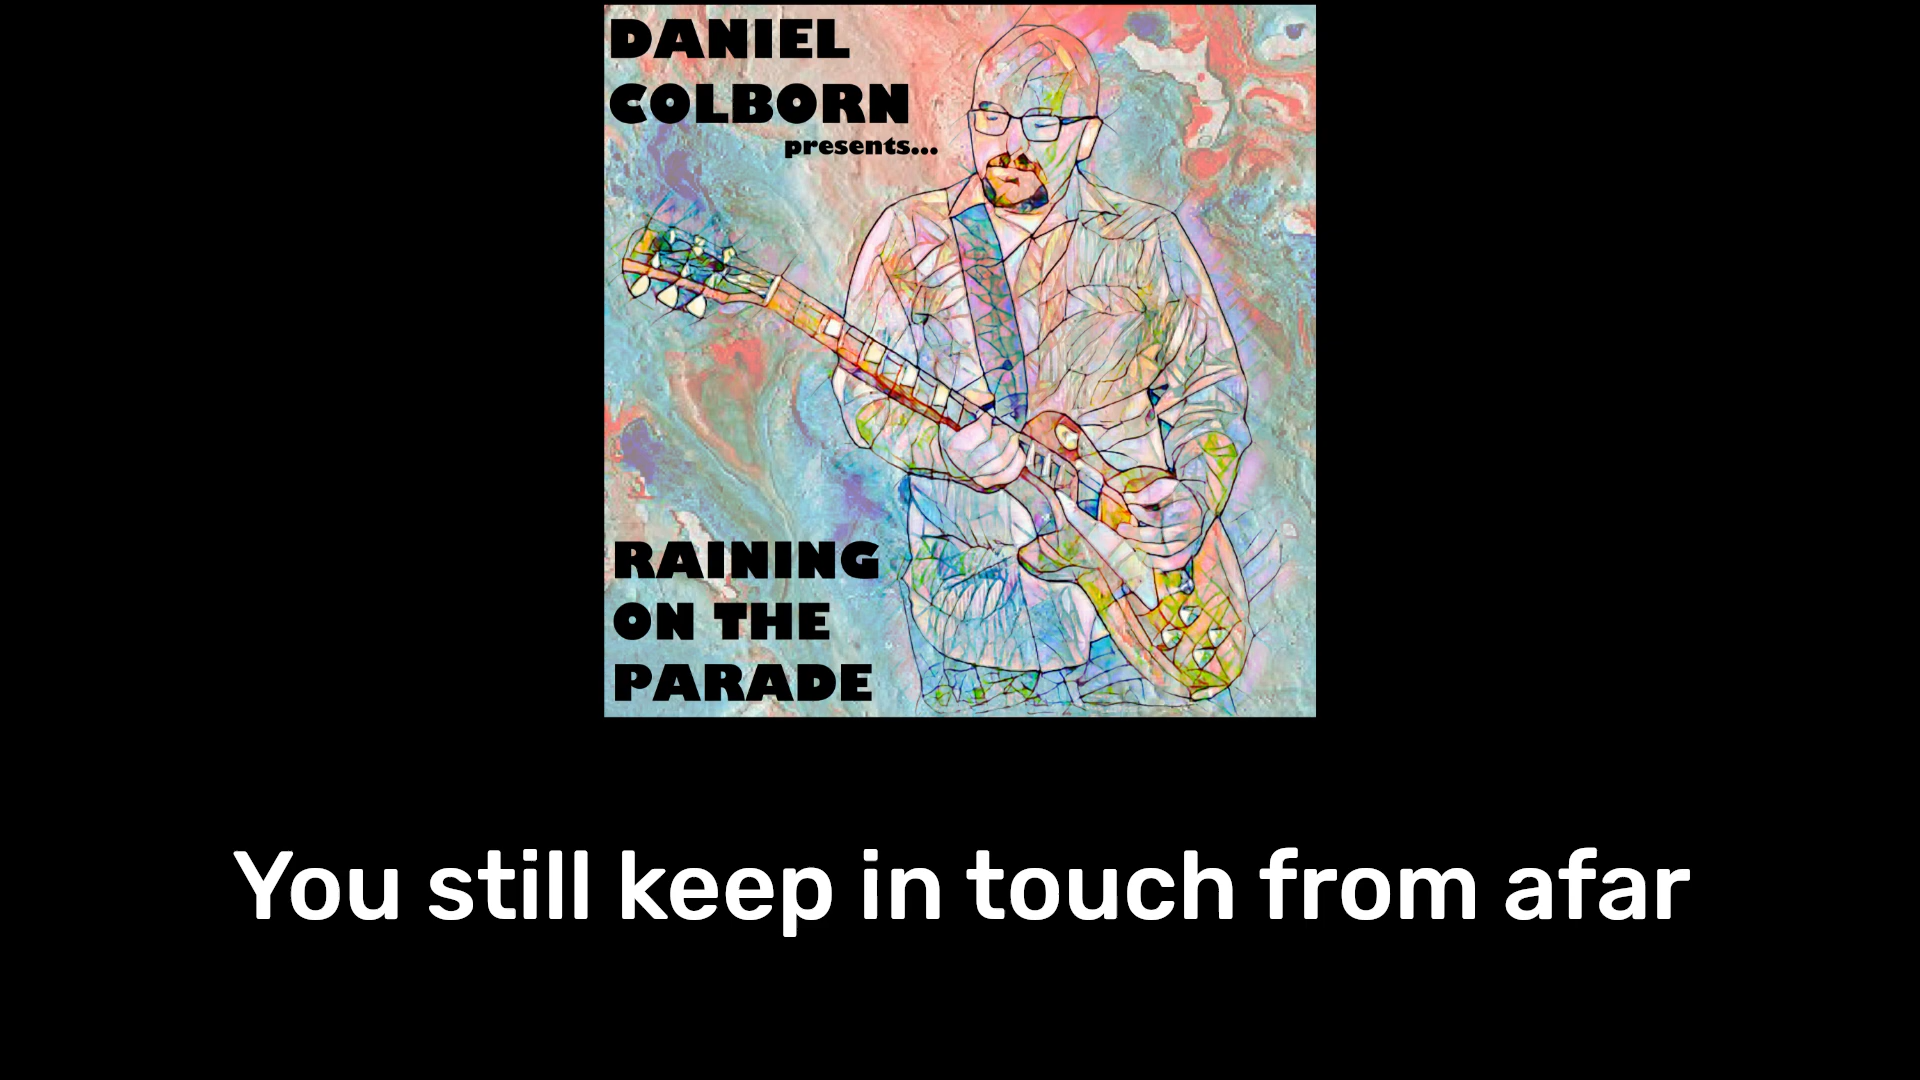 DANIEL
COLBORN
presents...
RAINING
ON THE
PARADE
You still keep in touch from afar